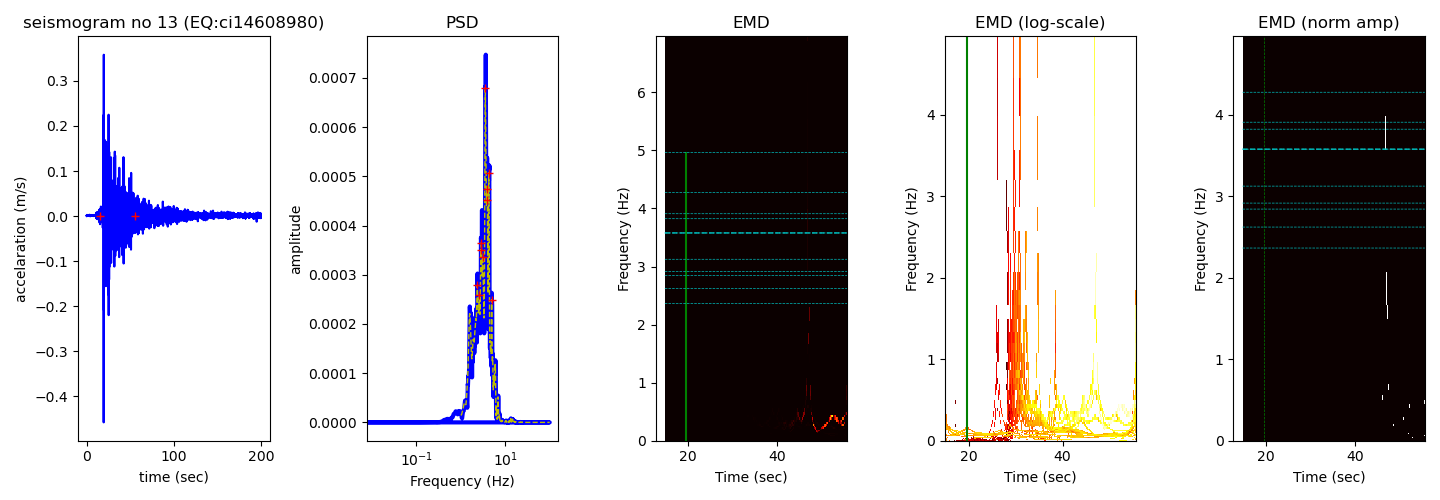 seismogram no 13 (EQ:ci14608980)
PSD
EMD
EMD (log-scale)
EMD (norm amp)
accelaration (m/s)
0.3
0.2
0.1
0.0
−0.1
−0.2
−0.3
−0.4
0
100
200
time (sec)
amplitude
0.0007
0.0006
0.0005
0.0004
0.0003
0.0002
0.0001
0.0000
10⁻¹
10¹
Frequency (Hz)
Frequency (Hz)
6
5
4
3
2
1
0
20
40
Time (sec)
Frequency (Hz)
4
3
2
1
0
20
40
Time (sec)
Frequency (Hz)
4
3
2
1
0
20
40
Time (sec)